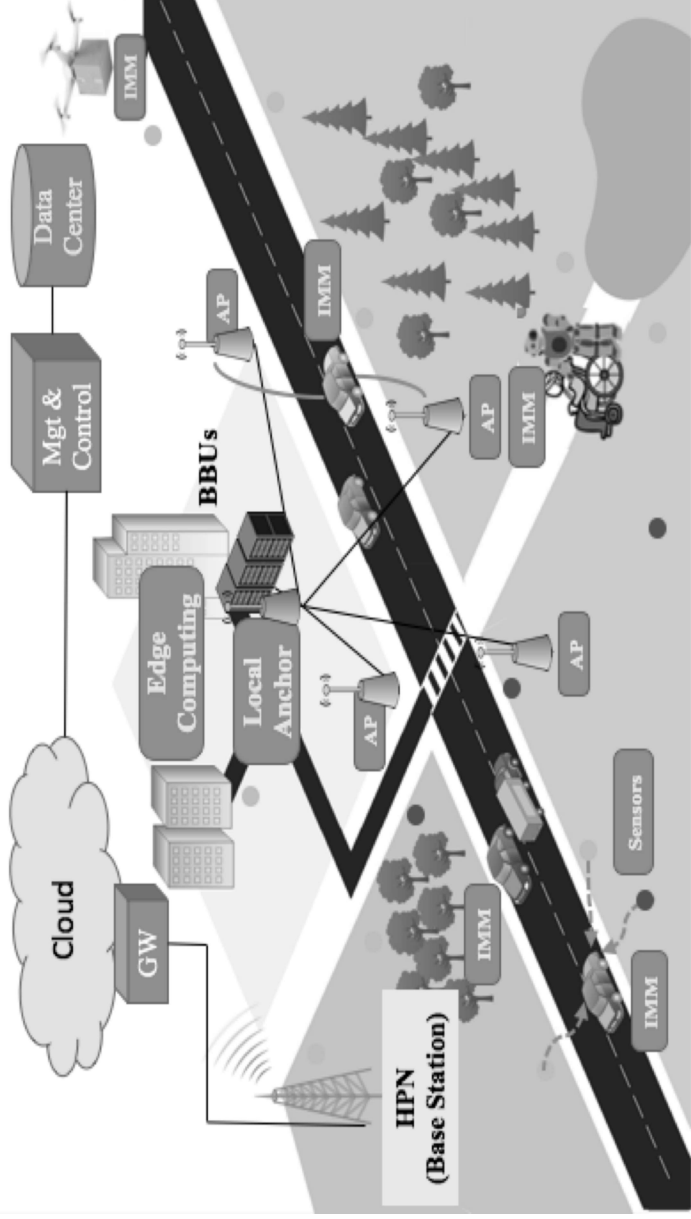 Cloud
GW
Mgt &
Control
Data
Center
IMM
HPN
(Base Station)
Edge
Computing
Local
Anchor
BBUs
AP
IMM
AP
AP
IMM
IMM
AP
IMM
Sensors